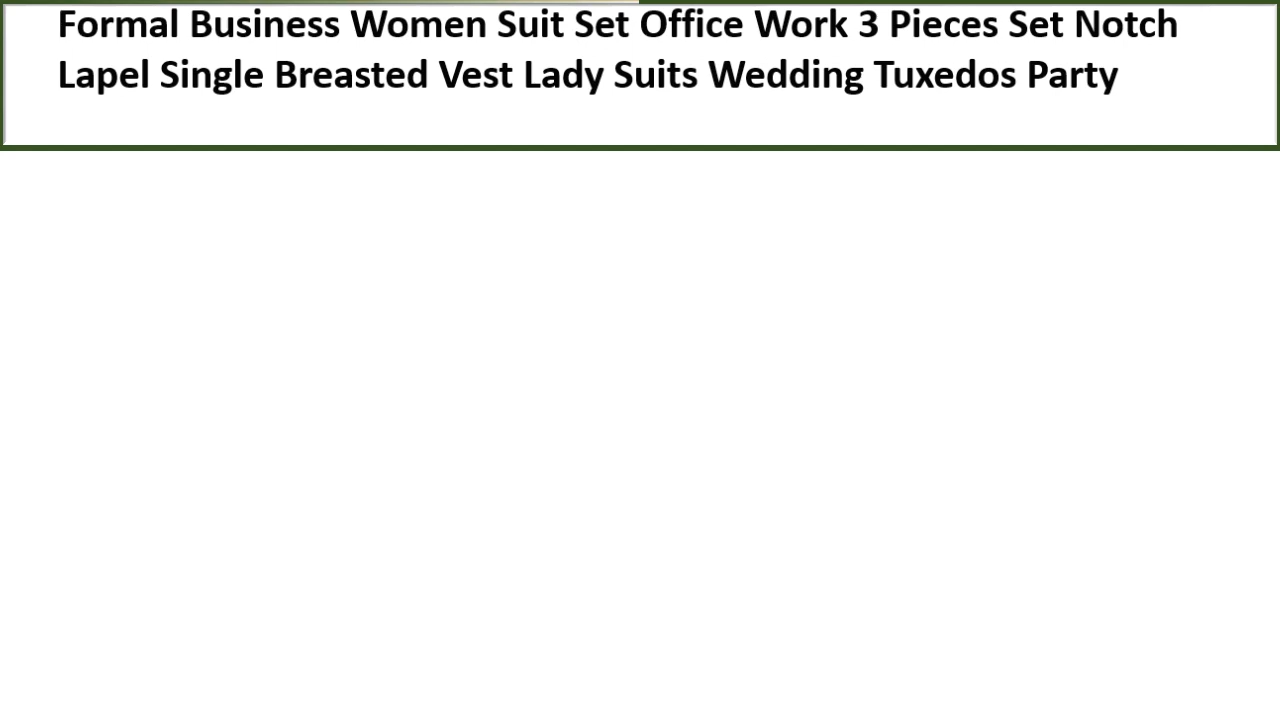 Formal Business Women Suit Set Office Work 3 Pieces Set Notch
Lapel Single Breasted Vest Lady Suits Wedding Tuxedos Party